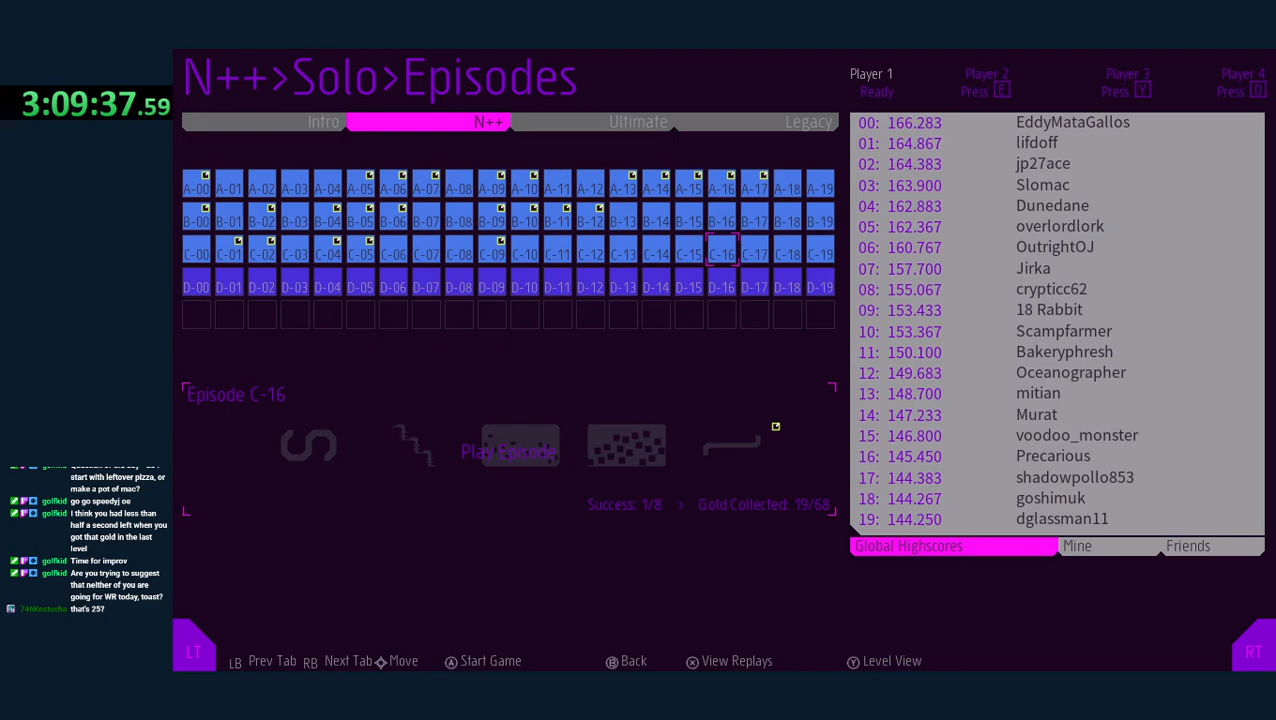 N++>Solo>Episodes
3:09:37.59
Player 1
Ready
Player 2
Press E
Player 3
Press Y
Player 4
Press O
Intro
N++
Ultimate
Legacy
A-00 A-01 A-02 A-03 A-04 A-05 A-06 A-07 A-08 A-09 A-10 A-11 A-12 A-13 A-14 A-15 A-16 A-17 A-18 A-19
B-00 B-01 B-02 B-03 B-04 B-05 B-06 B-07 B-08 B-09 B-10 B-11 B-12 B-13 B-14 B-15 B-16 B-17 B-18 B-19
C-00 C-01 C-02 C-03 C-04 C-05 C-06 C-07 C-08 C-09 C-10 C-11 C-12 C-13 C-14 C-15 C-16 C-17 C-18 C-19
D-00 D-01 D-02 D-03 D-04 D-05 D-06 D-07 D-08 D-09 D-10 D-11 D-12 D-13 D-14 D-15 D-16 D-17 D-18 D-19
00: 166.283 EddyMataGallos
01: 164.867 lifdoff
02: 164.383 jp27ace
03: 163.900 Slomac
04: 162.883 Dunedane
05: 162.367 overlordlork
06: 160.767 OutrightOJ
07: 157.700 Jirka
08: 155.067 crypticc62
09: 153.433 18 Rabbit
10: 153.367 Scampfarmer
11: 150.100 Bakeryphresh
12: 149.683 Oceanographer
13: 148.700 mitian
14: 147.233 Murat
15: 146.800 voodoo_monster
16: 145.450 Precarious
17: 144.383 shadowpollo853
18: 144.267 goshimuk
19: 144.250 dglassman11
Global Highscores
Mine
Friends
Episode C-16
Play Episode
Success: 1/8 > Gold Collected: 19/68
start with leftover pizza, or
make a pot of mac?
golfkid go go speedyj oe
golfkid I think you had less than
half a second left when you
got that gold in the last
level
golfkid Time for improv
golfkid Are you trying to suggest
that neither of you are
going for WR today, toast?
746Kostucha that's 25?
LT
LB Prev Tab RB Next Tab Move A Start Game B Back X View Replays Y Level View
RT